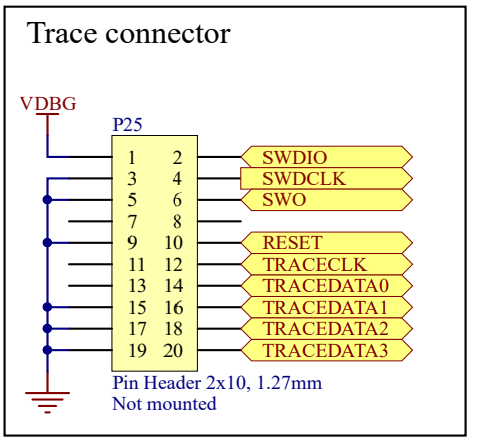 Trace connector
VDBG
P25
1 2 SWDIO
3 4 SWDCLK
5 6 SWO
7 8
9 10 RESET
11 12 TRACECLK
13 14 TRACEDATA0
15 16 TRACEDATA1
17 18 TRACEDATA2
19 20 TRACEDATA3
Pin Header 2x10, 1.27mm
Not mounted